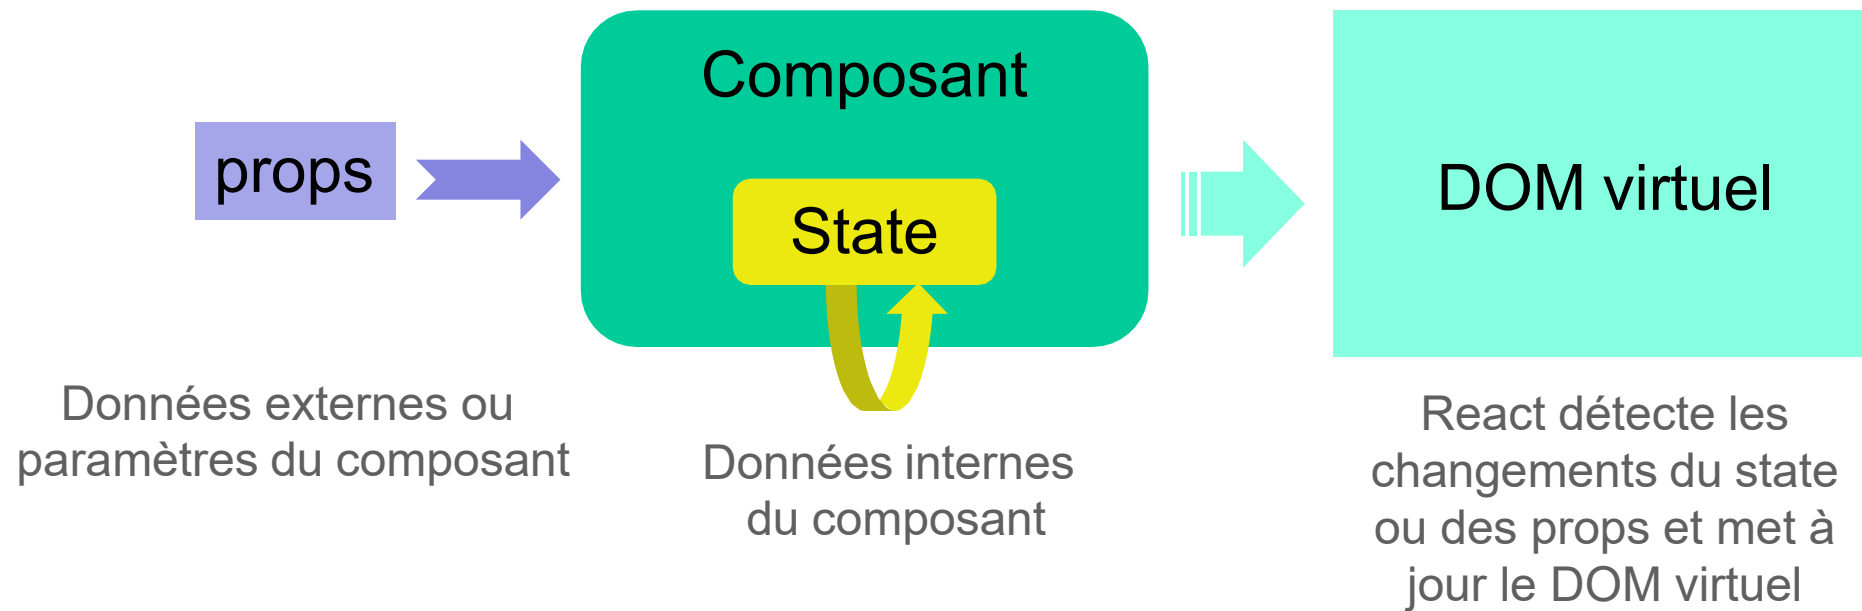 Composant
props
State
DOM virtuel
Données externes ou
paramètres du composant
Données internes
du composant
React détecte les
changements du state
ou des props et met à
jour le DOM virtuel